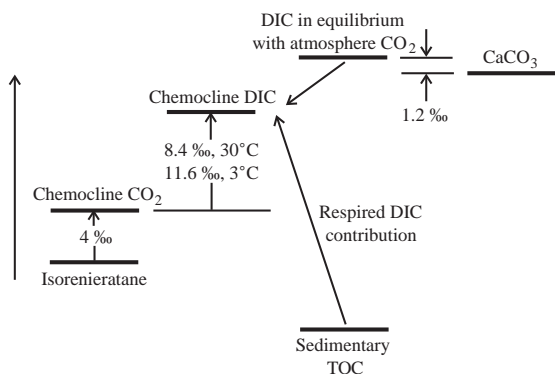 DIC in equilibrium
with atmosphere CO₂
CaCO₃
Chemocline DIC
1.2 ‰
8.4 ‰, 30°C
11.6 ‰, 3°C
Chemocline CO₂
Respired DIC
contribution
4 ‰
Isorenieratane
Sedimentary
TOC